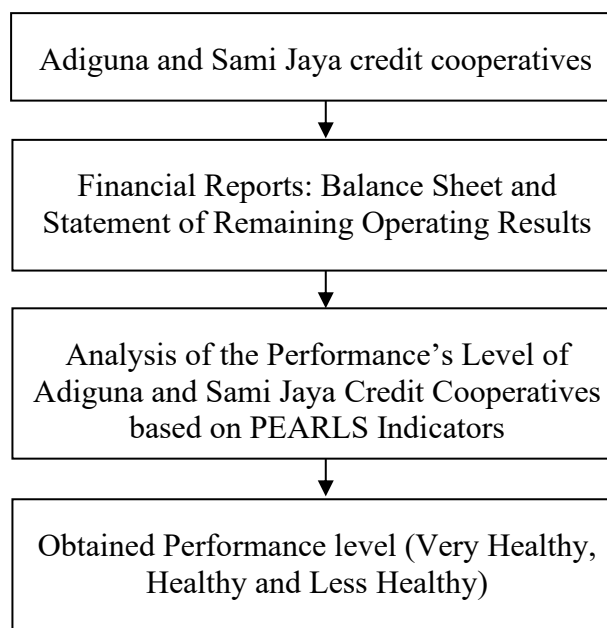 Adiguna and Sami Jaya credit cooperatives
Financial Reports: Balance Sheet and
Statement of Remaining Operating Results
Analysis of the Performance’s Level of
Adiguna and Sami Jaya Credit Cooperatives
based on PEARLS Indicators
Obtained Performance level (Very Healthy,
Healthy and Less Healthy)